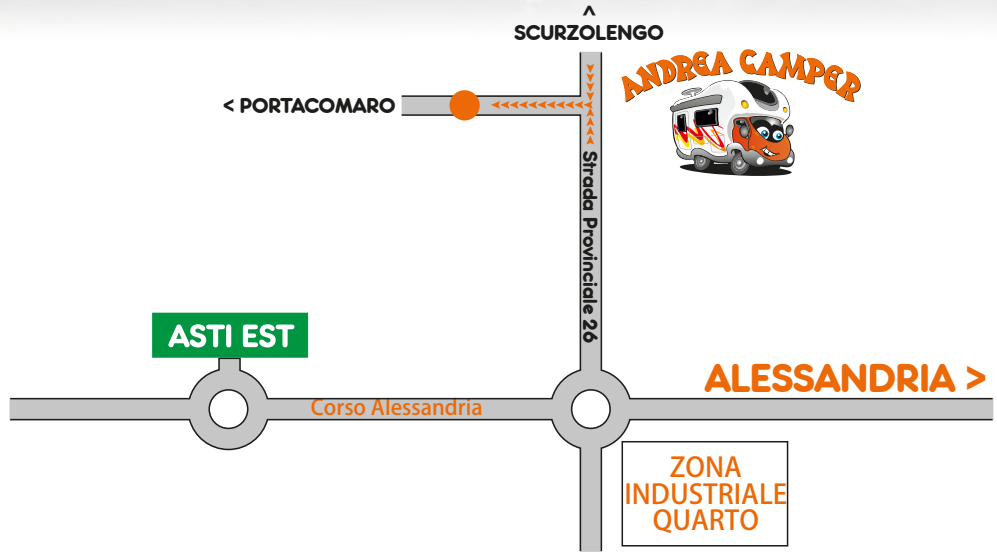 ^
SCURZOLENGO
ANDREA CAMPER
< PORTACOMARO
Strada Provinciale 26
ASTI EST
ALESSANDRIA >
Corso Alessandria
ZONA
INDUSTRIALE
QUARTO